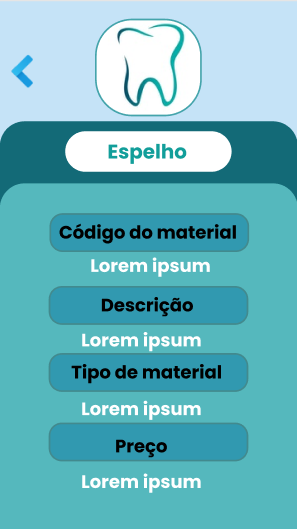 Espelho
Código do material
Lorem ipsum
Descrição
Lorem ipsum
Tipo de material
Lorem ipsum
Preço
Lorem ipsum